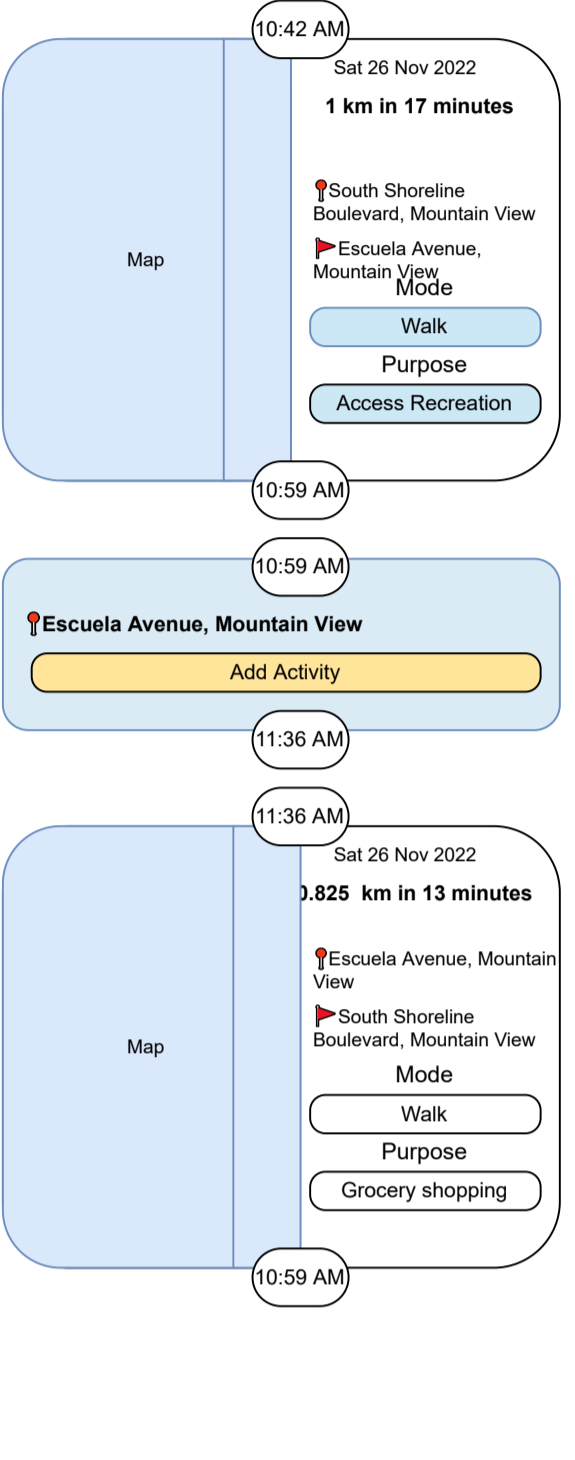 10:42 AM
Sat 26 Nov 2022
1 km in 17 minutes
South Shoreline
Boulevard, Mountain View
Escuela Avenue,
Mountain View
Mode
Map
Walk
Purpose
Access Recreation
10:59 AM
10:59 AM
Escuela Avenue, Mountain View
Add Activity
11:36 AM
11:36 AM
Sat 26 Nov 2022
0.825 km in 13 minutes
Escuela Avenue, Mountain
View
South Shoreline
Boulevard, Mountain View
Map
Mode
Walk
Purpose
Grocery shopping
10:59 AM